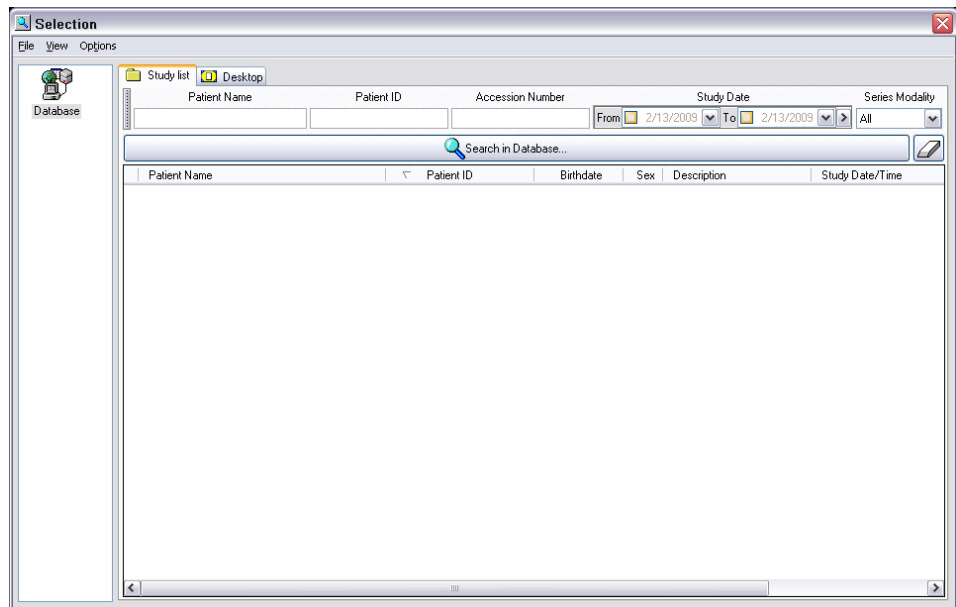 Selection
File View Options
Database
Study list Desktop
Patient Name Patient ID Accession Number Study Date Series Modality
From 2/13/2009 To 2/13/2009 All
Search in Database...
Patient Name Patient ID Birthdate Sex Description Study Date/Time